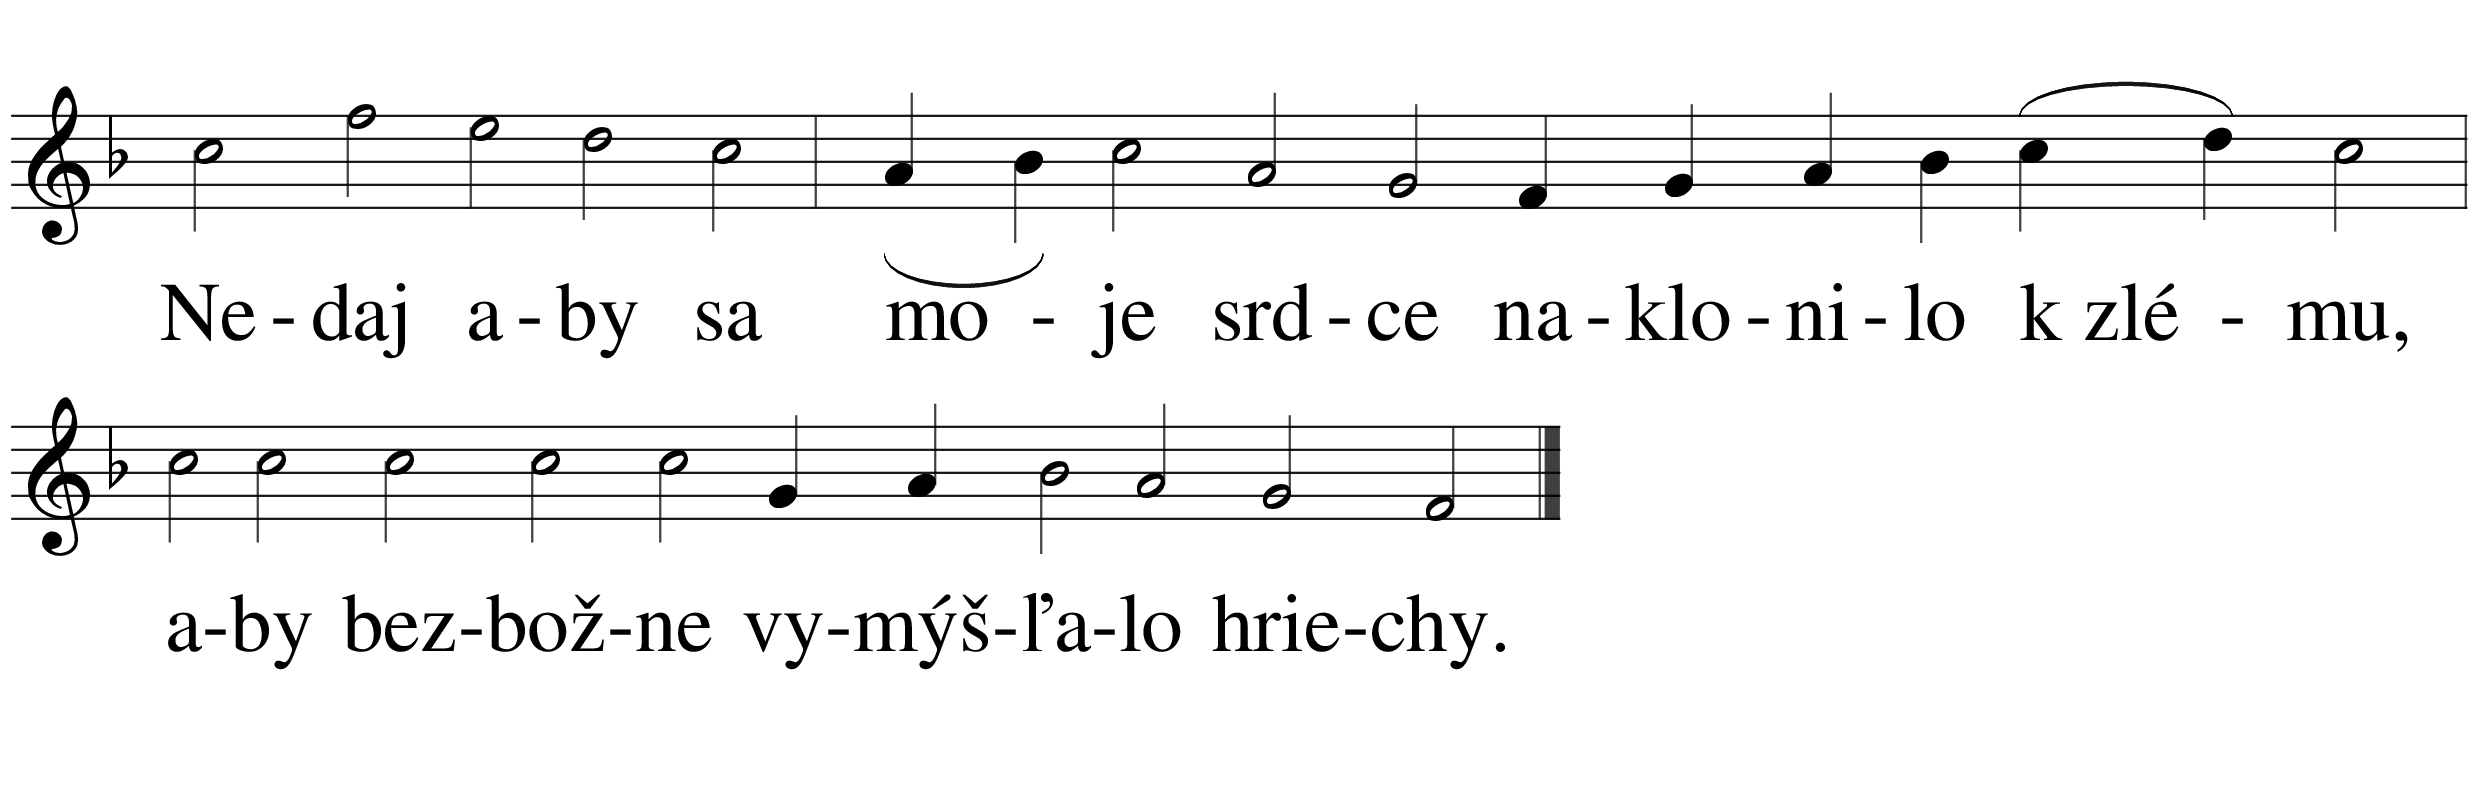 Ne - daj a - by sa mo - je srd - ce na - klo - ni - lo k zlé - mu,
a-by bez-bož-ne vy-mýš-ľa-lo hrie-chy.